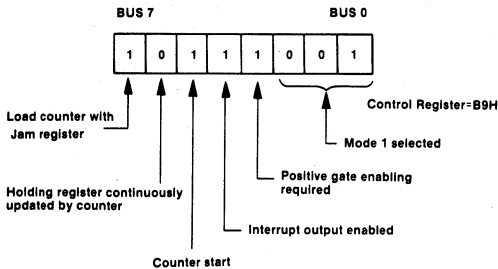 BUS 7 BUS 0
1 0 1 1 1 0 0 1
Load counter with
Jam register
Control Register=B9H
Mode 1 selected
Positive gate enabling
required
Holding register continuously
updated by counter
Interrupt output enabled
Counter start